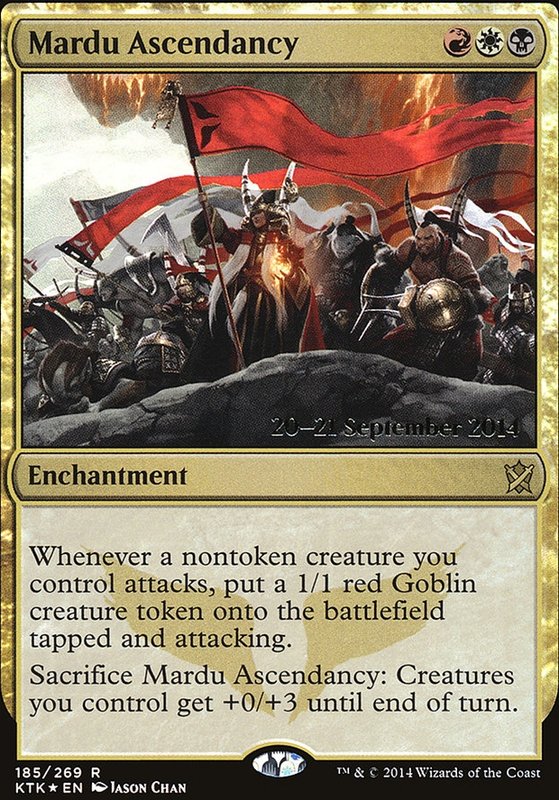 Mardu Ascendancy
20–21 September 2014
Enchantment
Whenever a nontoken creature you
control attacks, put a 1/1 red Goblin
creature token onto the battlefield
tapped and attacking.
Sacrifice Mardu Ascendancy: Creatures
you control get +0/+3 until end of turn.
185/269 R
KTK★EN Jason Chan
™ & © 2014 Wizards of the Coast